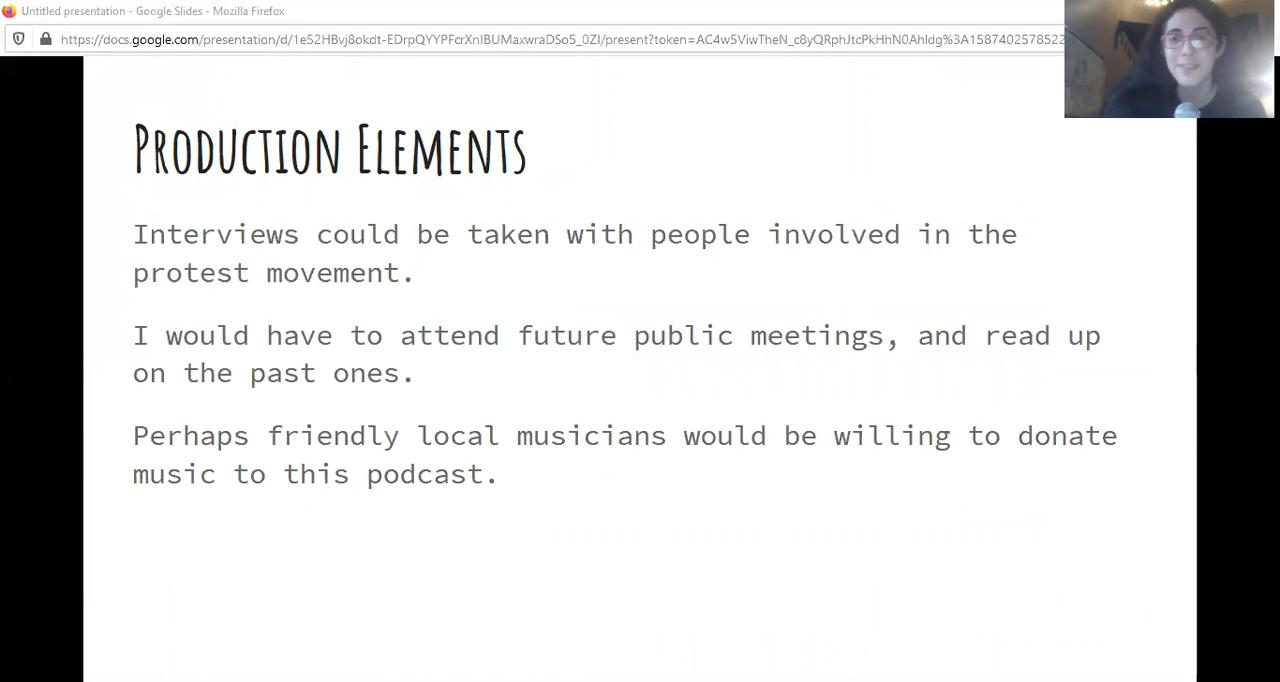 Untitled presentation - Google Slides - Mozilla Firefox
https://docs.google.com/presentation/d/1e52HBvj8okdt-EDrpQYYPFcrXnIBUMaxwraDSo5_0ZI/present?token=AC4w5ViwTheN_c8yQRphJtcPkHhN0Ahldg%3A1587402578522
Production Elements
Interviews could be taken with people involved in the
protest movement.
I would have to attend future public meetings, and read up
on the past ones.
Perhaps friendly local musicians would be willing to donate
music to this podcast.